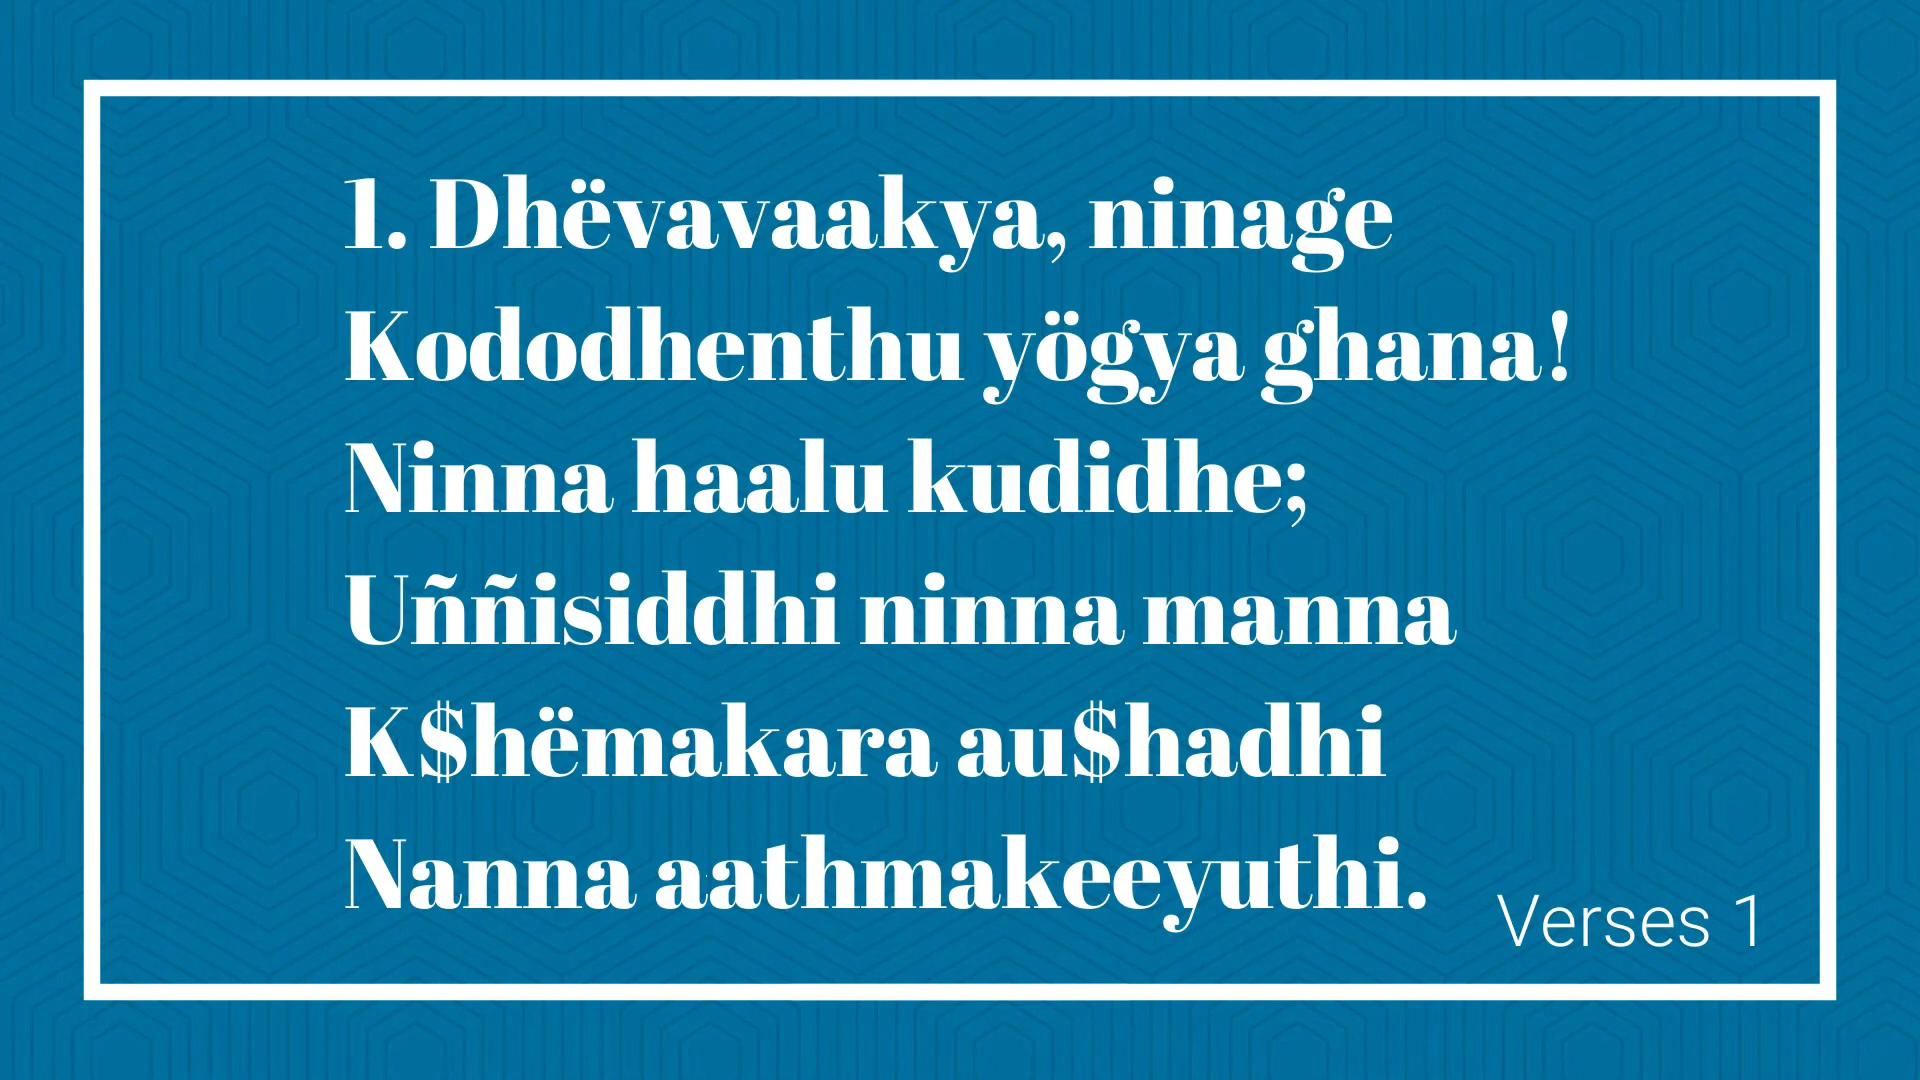 1. Dhëvavaakya, ninage
Kododhenthu yögya ghana!
Ninna haalu kudidhe;
Uññisiddhi ninna manna
K$hëmakara au$hadhi
Nanna aathmakeeyuthi.
Verses 1